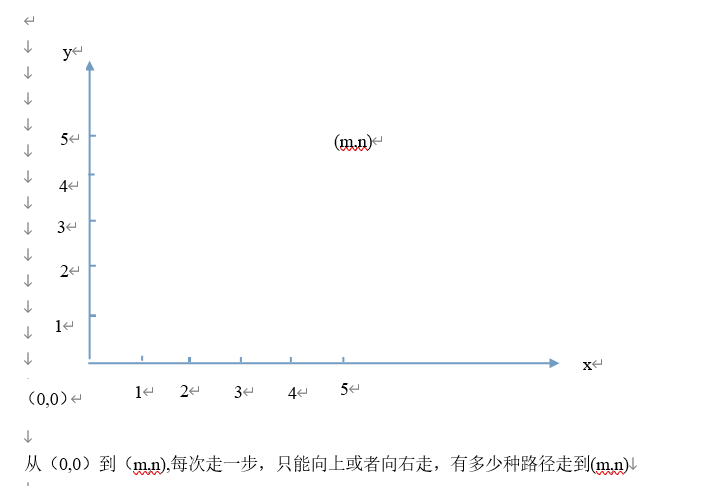 y
5
(m,n)
4
3
2
1
x
1 2 3 4 5
（0,0）
从（0,0）到（m,n),每次走一步，只能向上或者向右走，有多少种路径走到(m,n)